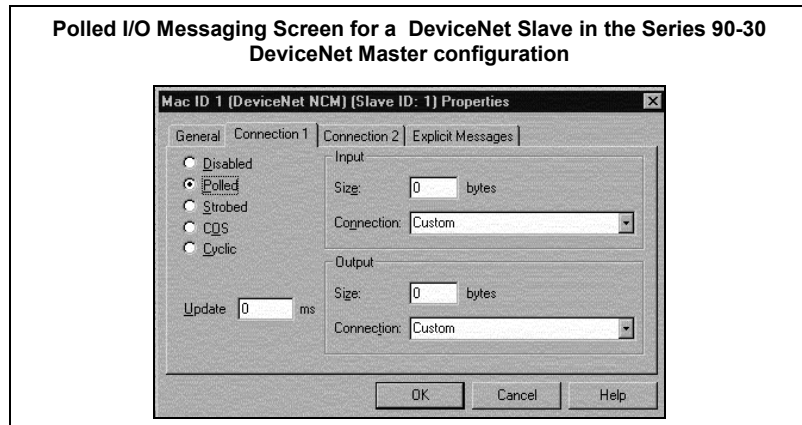 Polled I/O Messaging Screen for a  DeviceNet Slave in the Series 90-30
DeviceNet Master configuration
Mac ID 1 (DeviceNet NCM) (Slave ID: 1) Properties
General Connection 1 Connection 2 Explicit Messages
Disabled
Polled
Strobed
COS
Cyclic
Update 0 ms
Input
Size: 0 bytes
Connection: Custom
Output
Size: 0 bytes
Connection: Custom
OK Cancel Help